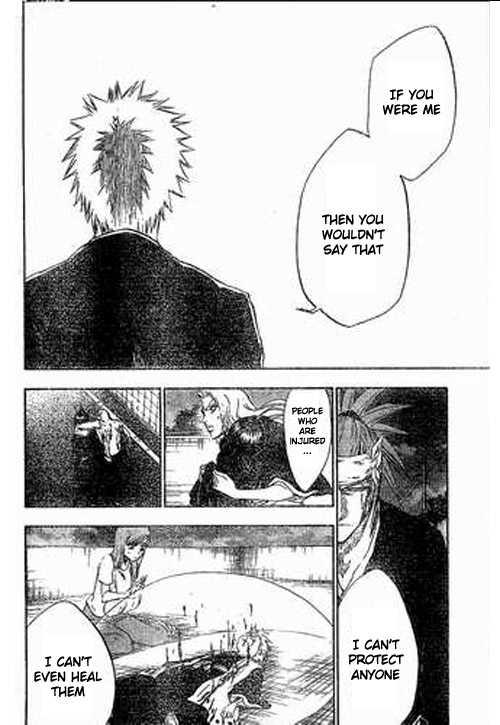 IF YOU
WERE ME
THEN YOU
WOULDN'T
SAY THAT
PEOPLE
WHO
ARE
INJURED
...
I CAN'T
PROTECT
ANYONE
I CAN'T
EVEN HEAL
THEM